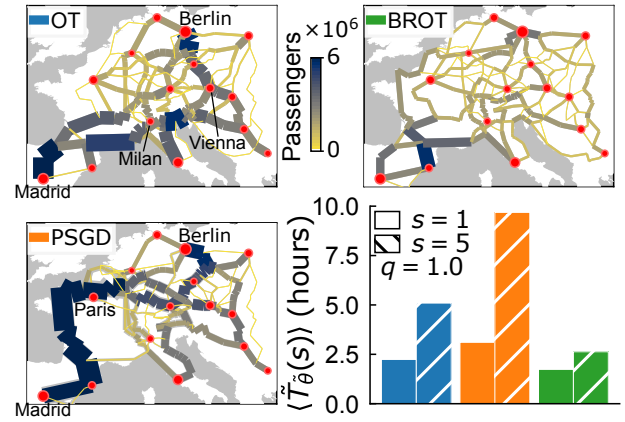 OT
Berlin
Milan
Vienna
Madrid
×10⁶
6
0
Passengers
BROT
PSGD
Berlin
Paris
Madrid
⟨T̃_θ̃(s)⟩ (hours)
10.0
7.5
5.0
2.5
0.0
s = 1
s = 5
q = 1.0